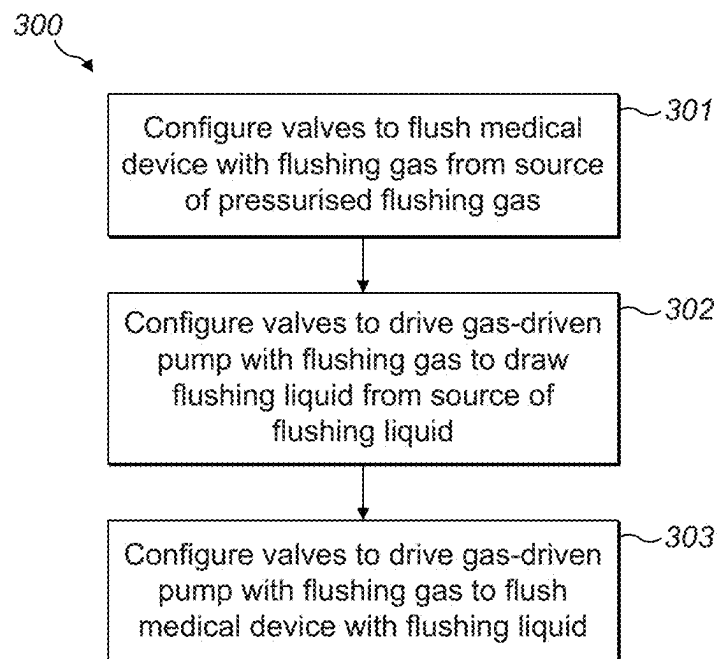 300
301
Configure valves to flush medical
device with flushing gas from source
of pressurised flushing gas
302
Configure valves to drive gas-driven
pump with flushing gas to draw
flushing liquid from source of
flushing liquid
303
Configure valves to drive gas-driven
pump with flushing gas to flush
medical device with flushing liquid